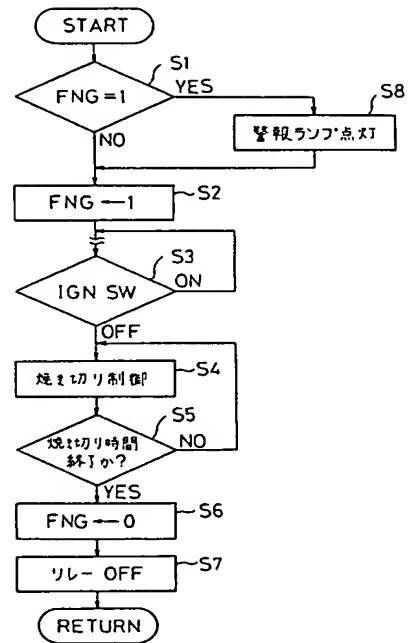 START
S1
FNG=1
YES
S8
警報ランプ点灯
NO
FNG←1
S2
S3
IGN SW
ON
OFF
焼き切り制御
S4
S5
焼き切り時間
終了か?
NO
YES
FNG←0
S6
リレー OFF
S7
RETURN